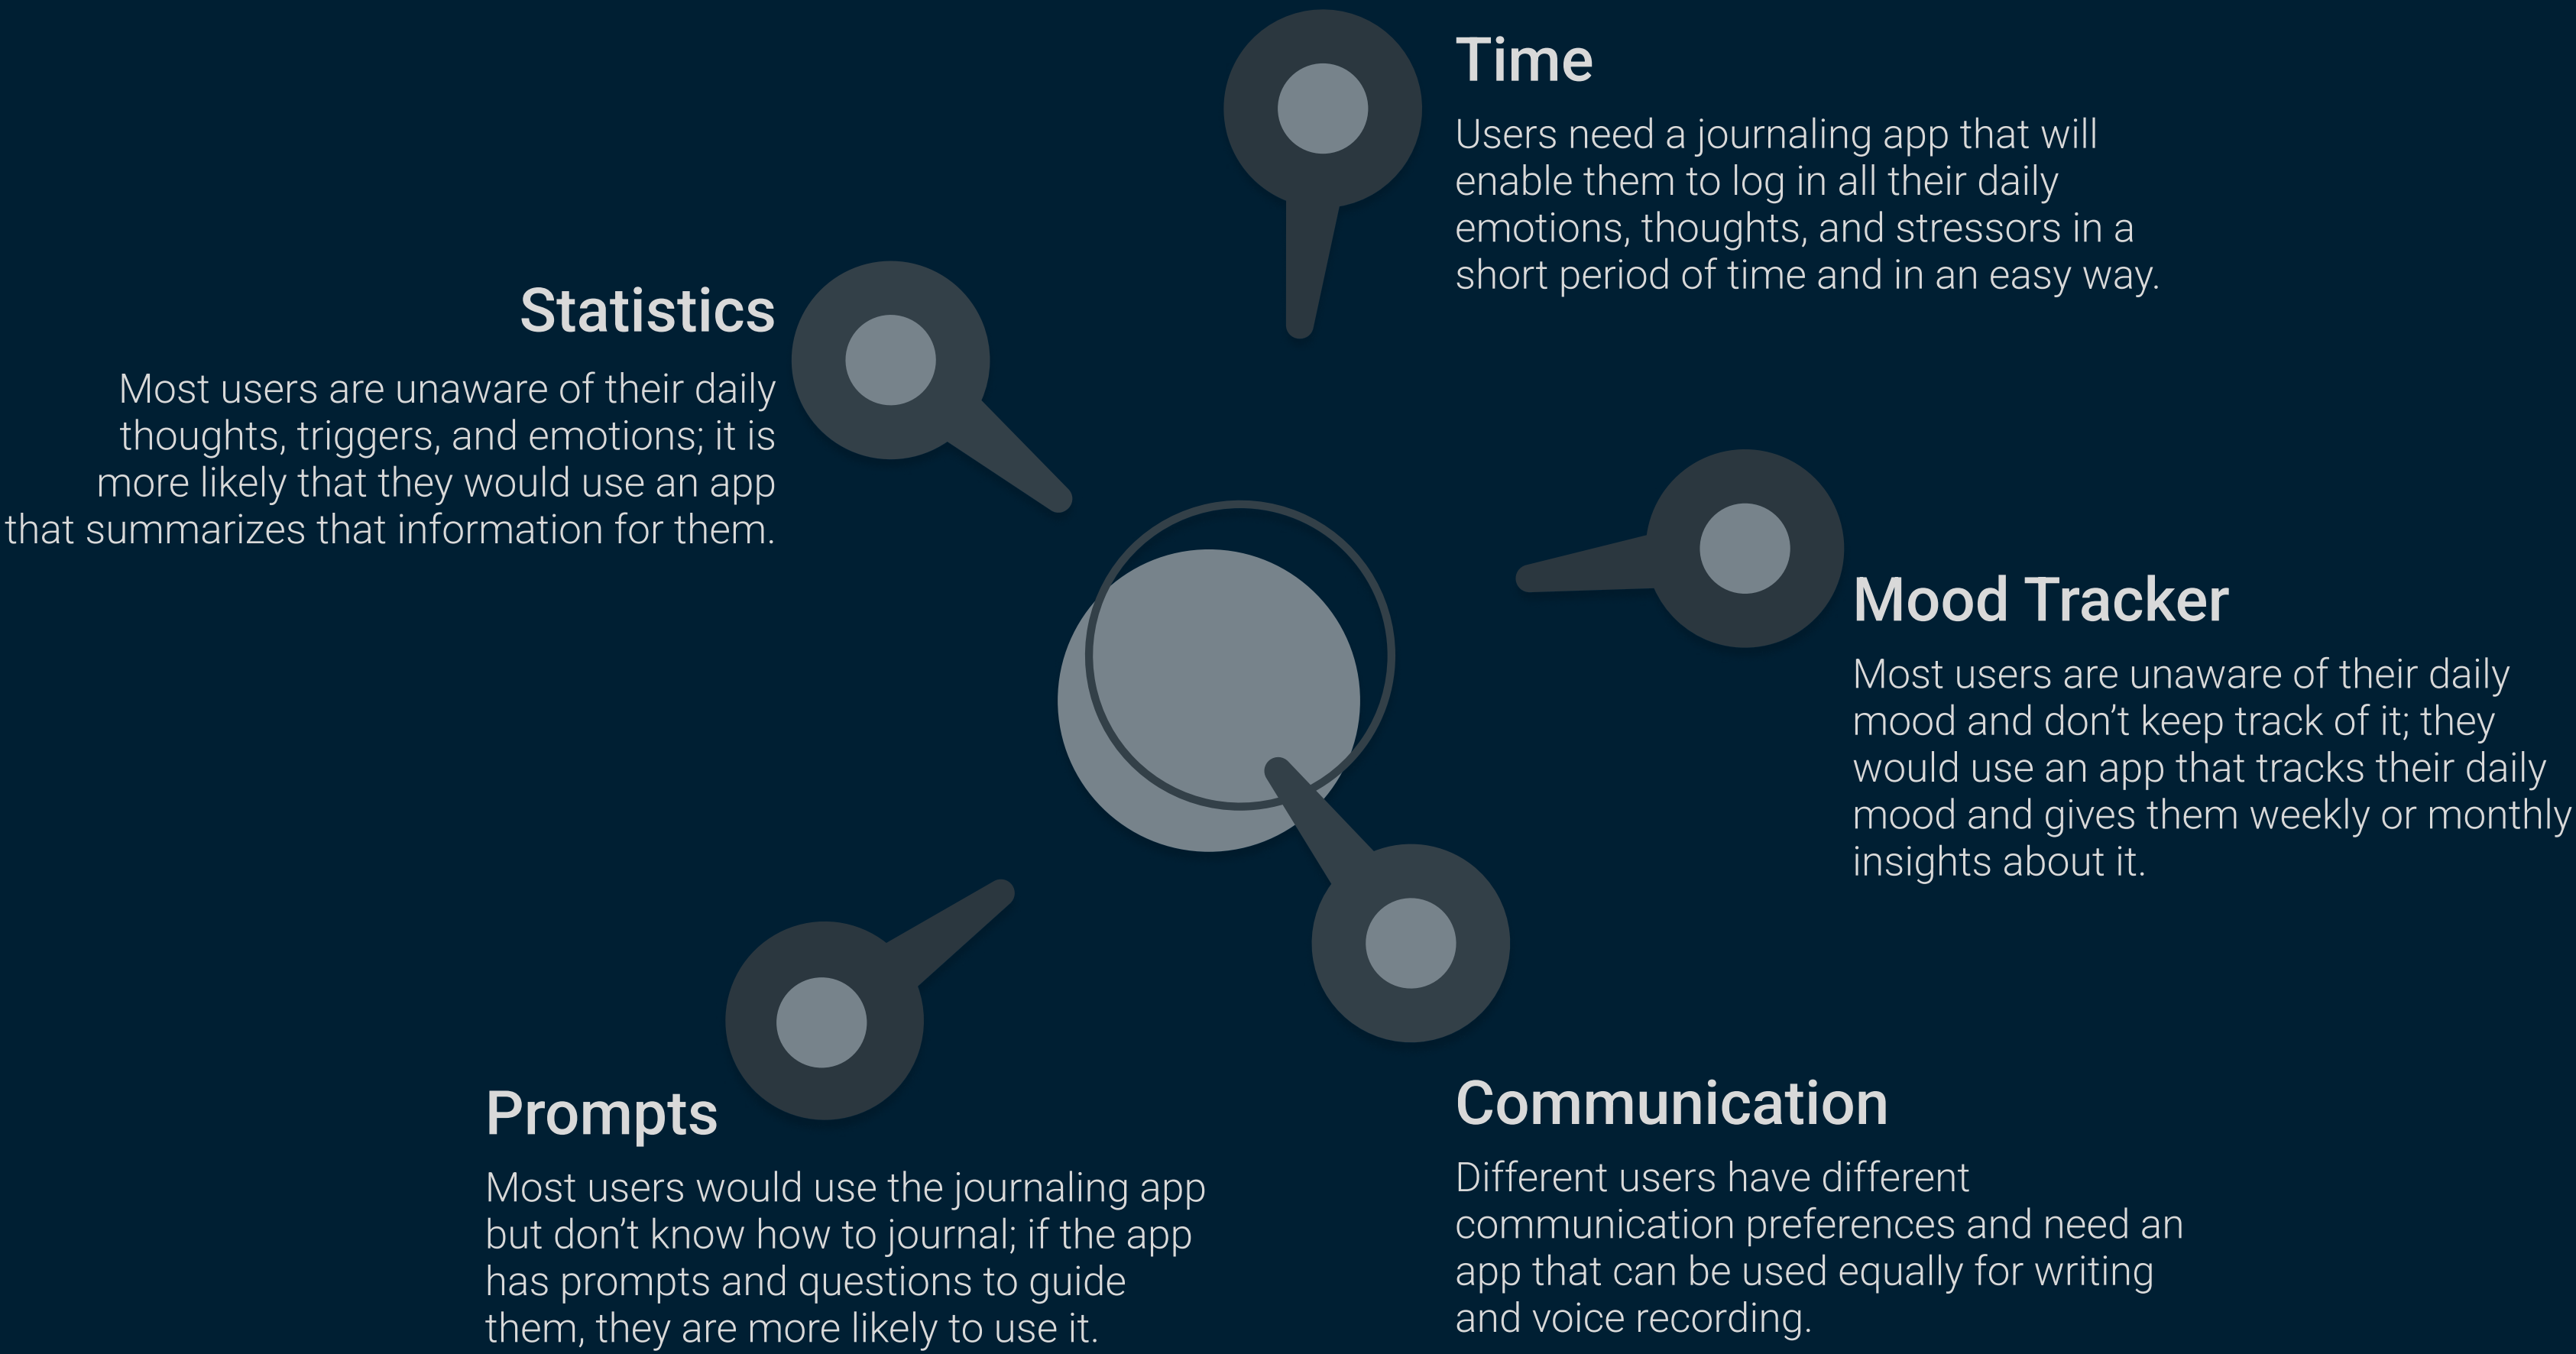 Time
Users need a journaling app that will
enable them to log in all their daily
emotions, thoughts, and stressors in a
short period of time and in an easy way.
Statistics
Most users are unaware of their daily
thoughts, triggers, and emotions; it is
more likely that they would use an app
that summarizes that information for them.
Mood Tracker
Most users are unaware of their daily
mood and don’t keep track of it; they
would use an app that tracks their daily
mood and gives them weekly or monthly
insights about it.
Prompts
Most users would use the journaling app
but don’t know how to journal; if the app
has prompts and questions to guide
them, they are more likely to use it.
Communication
Different users have different
communication preferences and need an
app that can be used equally for writing
and voice recording.